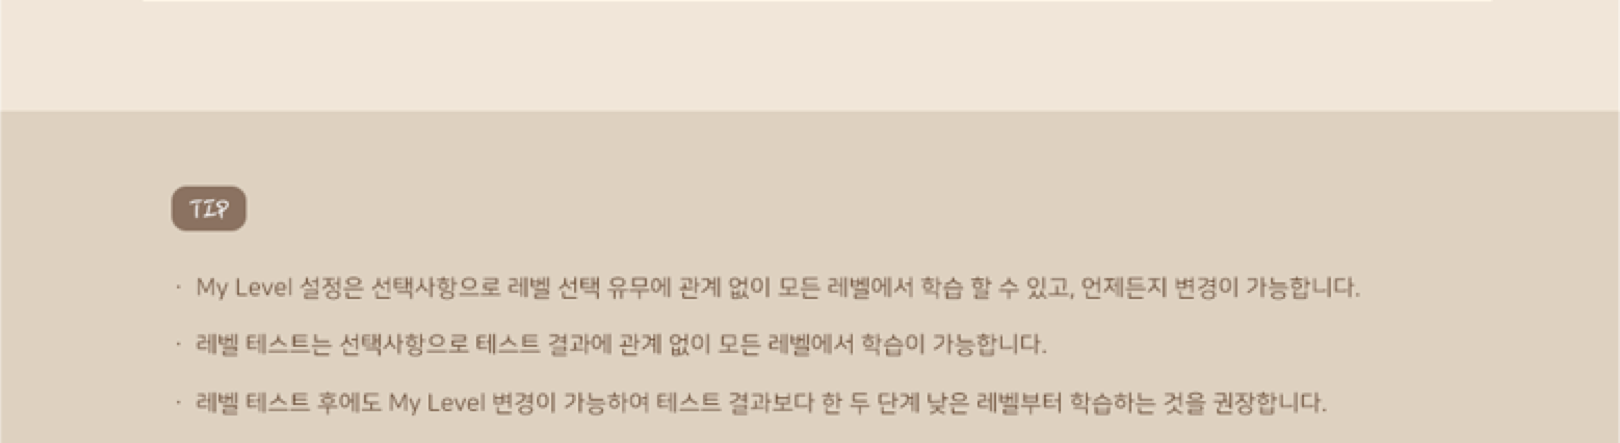 TIP
· My Level 설정은 선택사항으로 레벨 선택 유무에 관계 없이 모든 레벨에서 학습 할 수 있고, 언제든지 변경이 가능합니다.
· 레벨 테스트는 선택사항으로 테스트 결과에 관계 없이 모든 레벨에서 학습이 가능합니다.
· 레벨 테스트 후에도 My Level 변경이 가능하여 테스트 결과보다 한 두 단계 낮은 레벨부터 학습하는 것을 권장합니다.